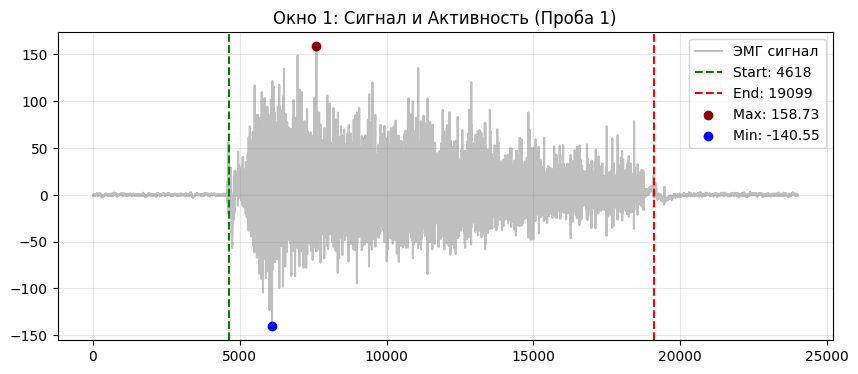 Окно 1: Сигнал и Активность (Проба 1)
150
100
50
0
−50
−100
−150
0
5000
10000
15000
20000
25000
ЭМГ сигнал
Start: 4618
End: 19099
Max: 158.73
Min: -140.55